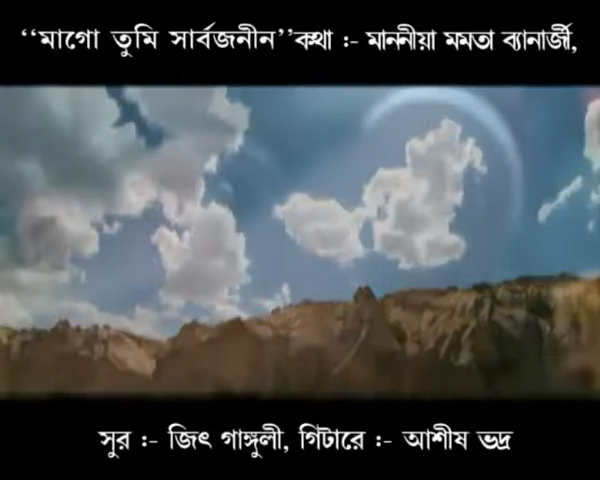 “মাগো তুমি সার্বজনীন” কথা :- মাননীয়া মমতা ব্যানার্জী,
সুর :- জিৎ গাঙ্গুলী, গিটারে :- আশীষ ভদ্র